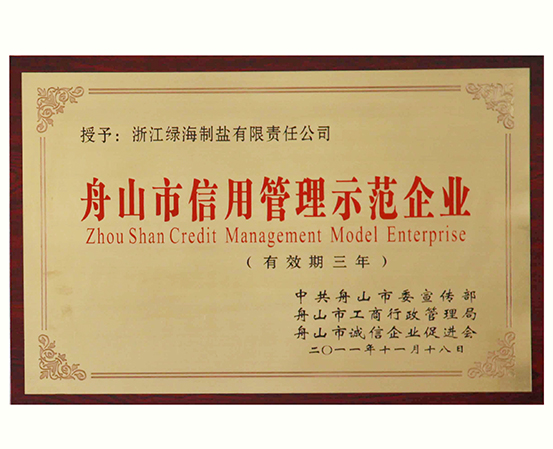 授予：浙江绿海制盐有限责任公司
舟山市信用管理示范企业
Zhou Shan Credit Management Model Enterprise
（有效期三年）
中共舟山市委宣传部
舟山市工商行政管理局
舟山市诚信企业促进会
二〇一一年十一月十八日